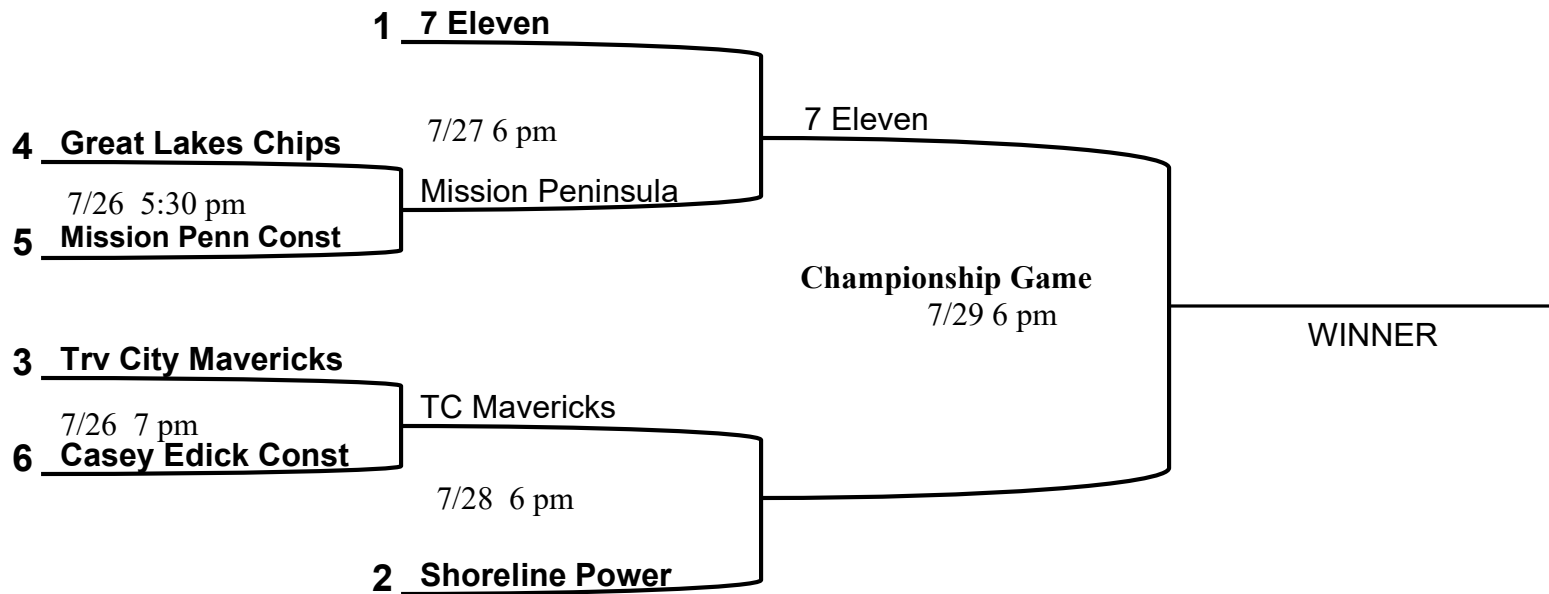 1 7 Eleven
7/27 6 pm
7 Eleven
4 Great Lakes Chips
7/26 5:30 pm
Mission Peninsula
5 Mission Penn Const
Championship Game
7/29 6 pm
WINNER
3 Trv City Mavericks
7/26 7 pm
TC Mavericks
6 Casey Edick Const
7/28 6 pm
2 Shoreline Power